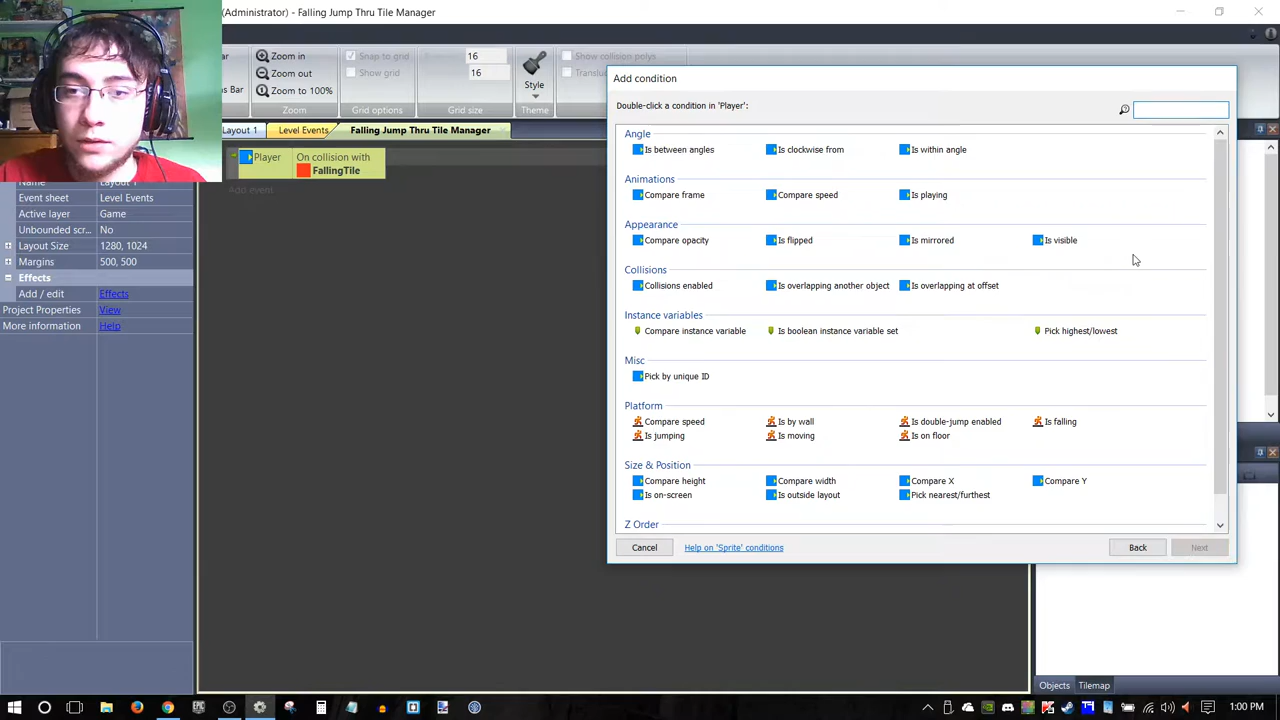 (Administrator) - Falling Jump Thru Tile Manager
Zoom in
Snap to grid
16
Show collision polys
Zoom out
Show grid
16
Zoom to 100%
Style
Zoom
Grid options
Grid size
Theme
Layout 1
Level Events
Falling Jump Thru Tile Manager
Player
On collision with
FallingTile
Add event
Name
Layout 1
Event sheet
Level Events
Active layer
Game
Unbounded scr...
No
Layout Size
1280, 1024
Margins
500, 500
Effects
Add / edit
Effects
Project Properties
View
More information
Help
Add condition
Double-click a condition in 'Player':
Angle
Is between angles
Is clockwise from
Is within angle
Animations
Compare frame
Compare speed
Is playing
Appearance
Compare opacity
Is flipped
Is mirrored
Is visible
Collisions
Collisions enabled
Is overlapping another object
Is overlapping at offset
Instance variables
Compare instance variable
Is boolean instance variable set
Pick highest/lowest
Misc
Pick by unique ID
Platform
Compare speed
Is by wall
Is double-jump enabled
Is falling
Is jumping
Is moving
Is on floor
Size & Position
Compare height
Compare width
Compare X
Compare Y
Is on-screen
Is outside layout
Pick nearest/furthest
Z Order
Cancel
Help on 'Sprite' conditions
Back
Next
Objects
Tilemap
1:00 PM